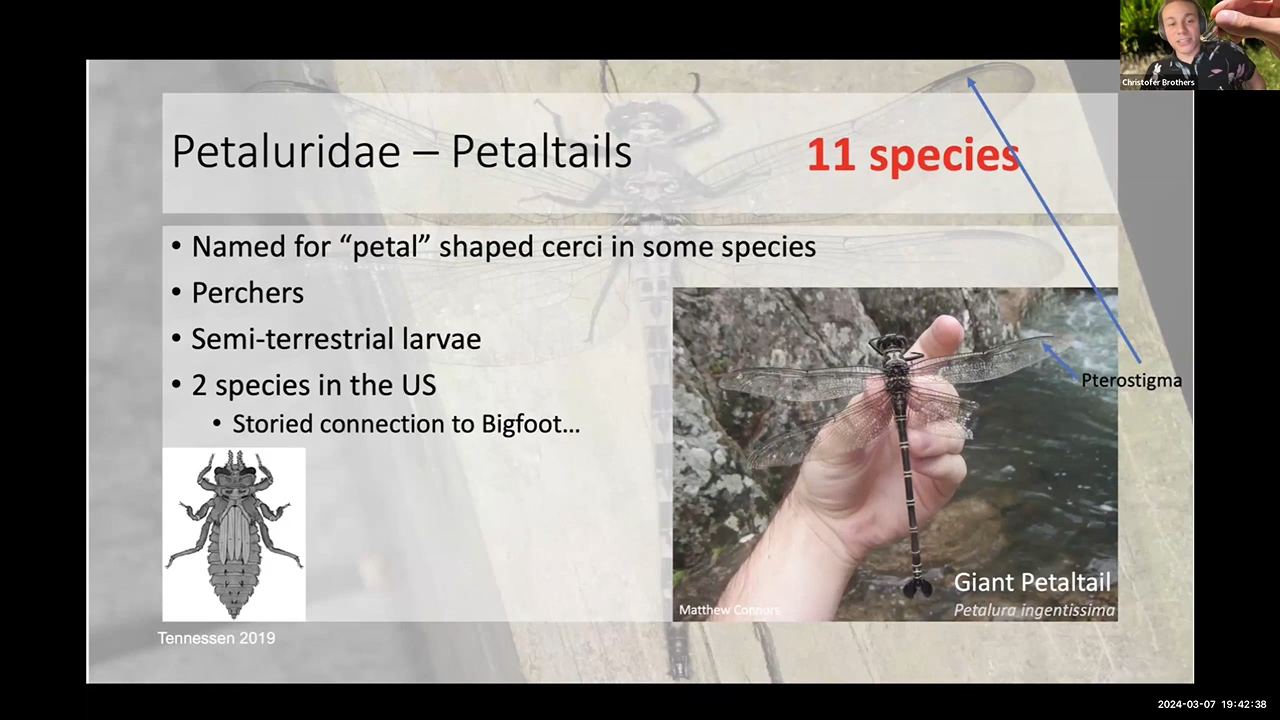 Christofer Brothers
Petaluridae – Petaltails
11 species
• Named for “petal” shaped cerci in some species
• Perchers
• Semi-terrestrial larvae
• 2 species in the US
• Storied connection to Bigfoot...
Pterostigma
Giant Petaltail
Petalura ingentissima
Matthew Connors
Tennessen 2019
2024-03-07 19:42:38